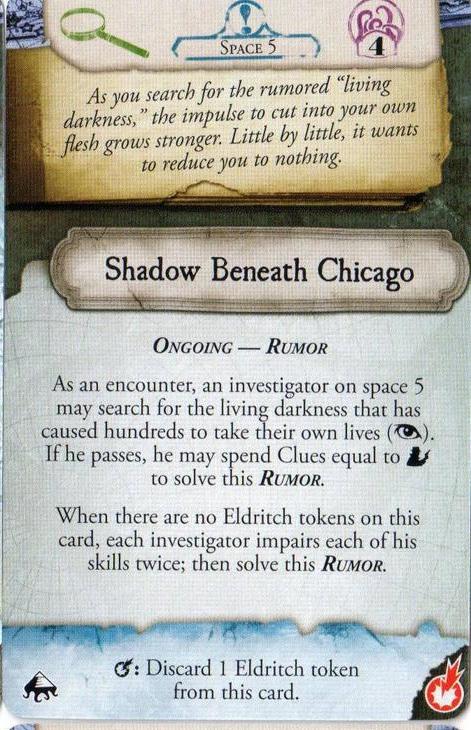 SPACE 5
4
As you search for the rumored “living
darkness,” the impulse to cut into your own
flesh grows stronger. Little by little, it wants
to reduce you to nothing.
Shadow Beneath Chicago
ONGOING — RUMOR
As an encounter, an investigator on space 5
may search for the living darkness that has
caused hundreds to take their own lives ( ).
If he passes, he may spend Clues equal to
to solve this RUMOR.
When there are no Eldritch tokens on this
card, each investigator impairs each of his
skills twice; then solve this RUMOR.
: Discard 1 Eldritch token
from this card.